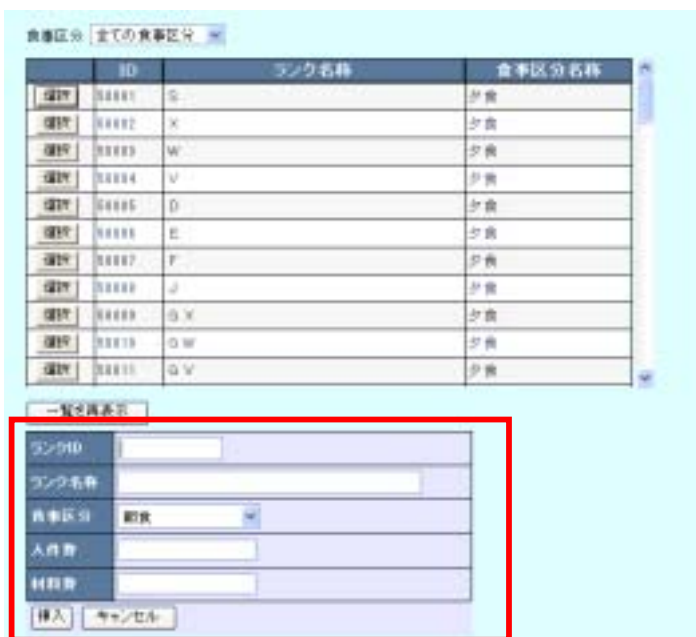 食事区分 全ての食事区分
ID ランク名称 食事区分名称
選択 S 夕食
選択 X 夕食
選択 W 夕食
選択 V 夕食
選択 D 夕食
選択 E 夕食
選択 F 夕食
選択 J 夕食
選択 G X 夕食
選択 G W 夕食
選択 G V 夕食
一覧を再表示
ランクID
ランク名称
食事区分 朝食
人件費
材料費
挿入 キャンセル